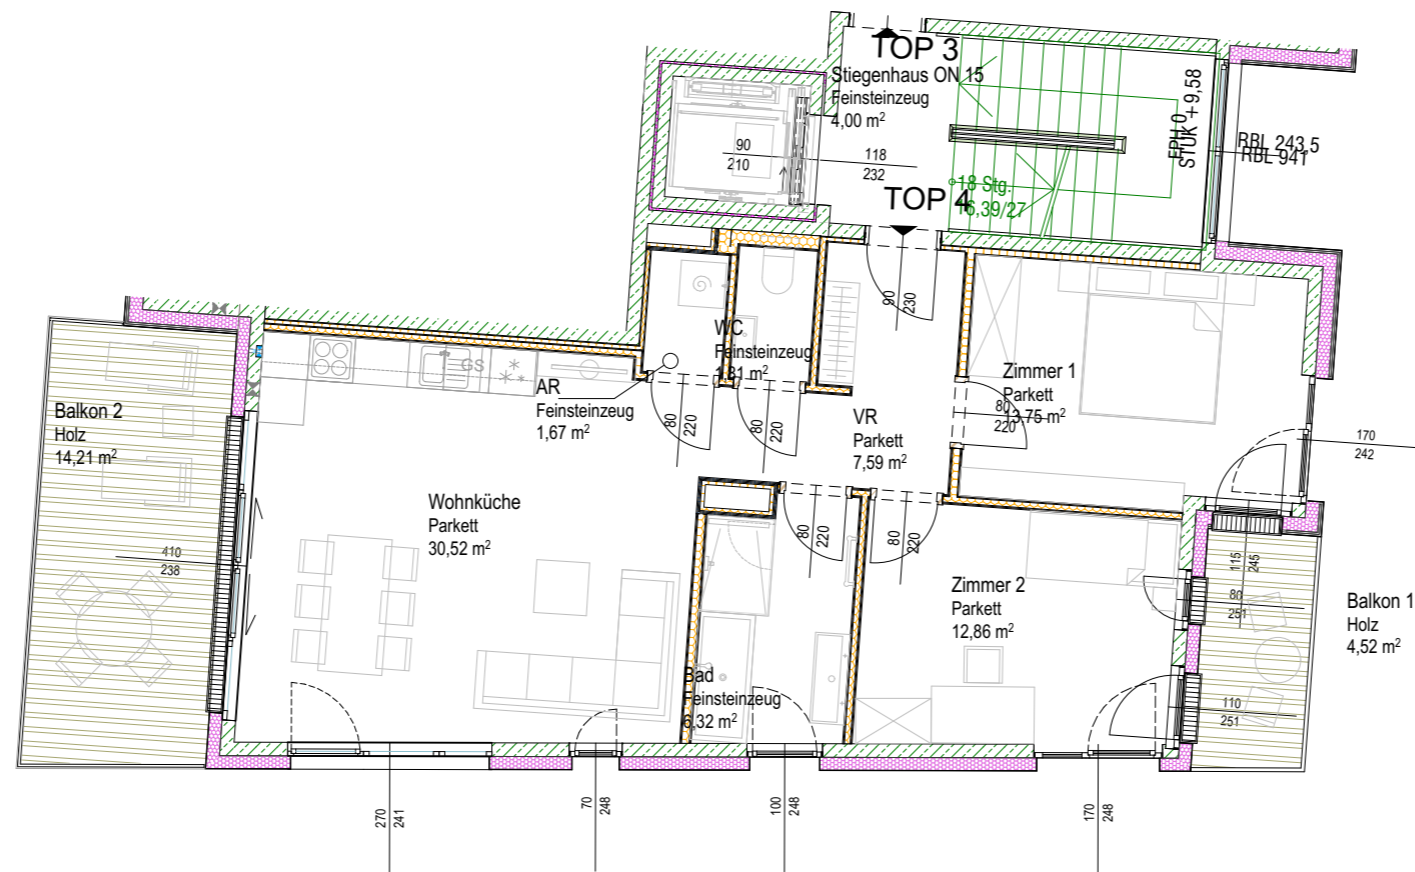 TOP 3
Stiegenhaus ON 15
Feinsteinzeug
4,00 m²
FPH 0
STUK +9,58
RBL 243,5
RBL 941
90
210
118
232
18 Stg.
16,39/27
TOP 4
90
230
WC
Feinsteinzeug
1,81 m²
Zimmer 1
Parkett
13,75 m²
80
220
170
242
GS
AR
Feinsteinzeug
1,67 m²
80
220
80
220
VR
Parkett
7,59 m²
Balkon 2
Holz
14,21 m²
410
238
Wohnküche
Parkett
30,52 m²
80
220
80
220
Zimmer 2
Parkett
12,86 m²
115
245
80
251
Balkon 1
Holz
4,52 m²
Bad
Feinsteinzeug
6,32 m²
110
251
270
241
70
248
100
248
170
248